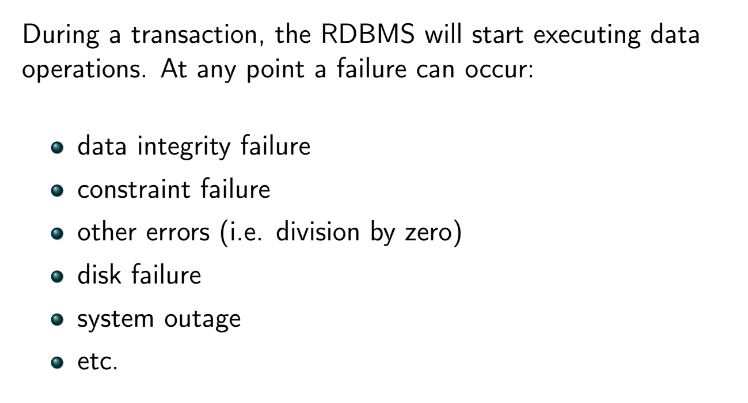 During a transaction, the RDBMS will start executing data
operations. At any point a failure can occur:
data integrity failure
constraint failure
other errors (i.e. division by zero)
disk failure
system outage
etc.